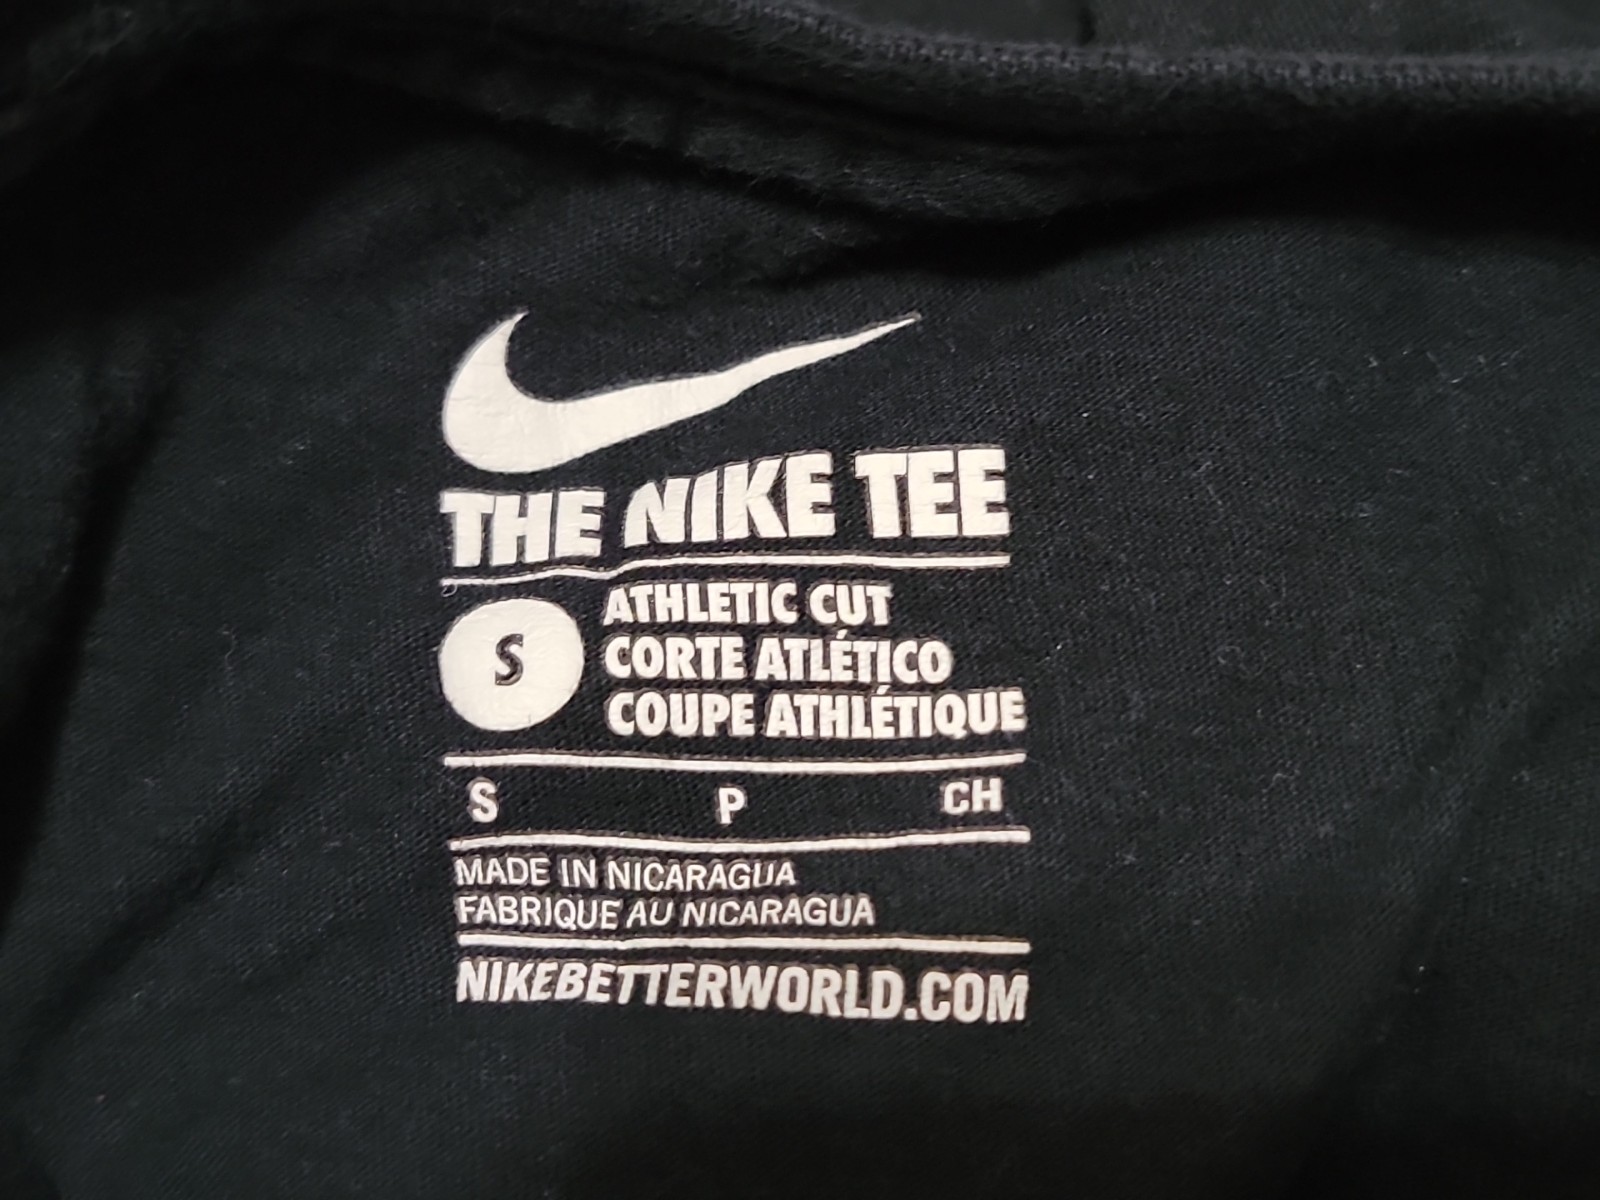 THE NIKE TEE
S
ATHLETIC CUT
CORTE ATLÉTICO
COUPE ATHLÉTIQUE
S P CH
MADE IN NICARAGUA
FABRIQUE AU NICARAGUA
NIKEBETTERWORLD.COM